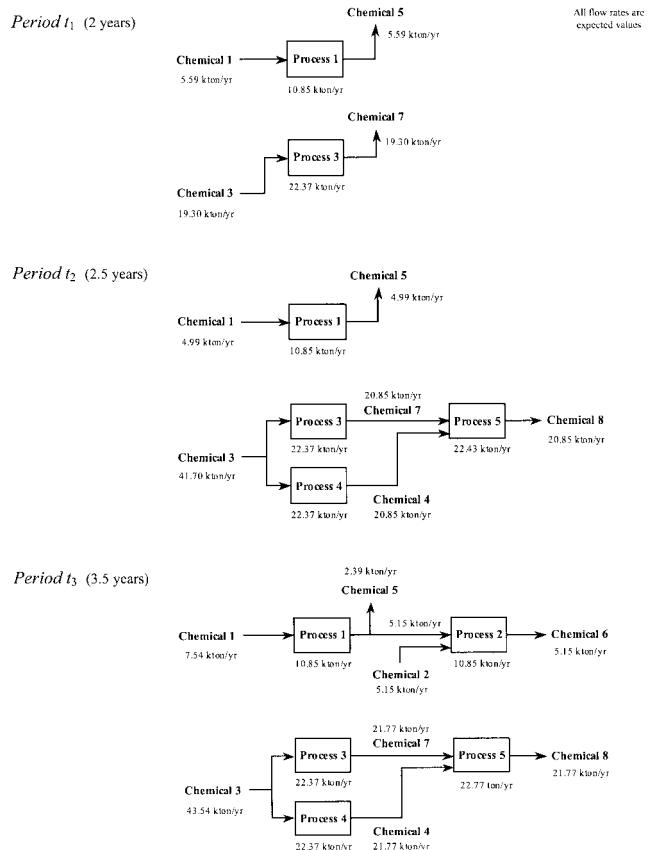 All flow rates are
expected values
Period t1 (2 years)
Chemical 5
5.59 kton/yr
Chemical 1
Process 1
5.59 kton/yr
10.85 kton/yr
Chemical 7
19.30 kton/yr
Process 3
22.37 kton/yr
Chemical 3
19.30 kton/yr
Period t2 (2.5 years)
Chemical 5
4.99 kton/yr
Chemical 1
Process 1
4.99 kton/yr
10.85 kton/yr
20.85 kton/yr
Chemical 7
Process 3
Process 5
Chemical 8
22.37 kton/yr
22.43 kton/yr
20.85 kton/yr
Chemical 3
41.70 kton/yr
Process 4
Chemical 4
22.37 kton/yr
20.85 kton/yr
Period t3 (3.5 years)
2.39 kton/yr
Chemical 5
5.15 kton/yr
Chemical 1
Process 1
Process 2
Chemical 6
7.54 kton/yr
10.85 kton/yr
10.85 kton/yr
5.15 kton/yr
Chemical 2
5.15 kton/yr
21.77 kton/yr
Chemical 7
Process 3
Process 5
Chemical 8
22.37 kton/yr
22.77 ton/yr
21.77 kton/yr
Chemical 3
43.54 kton/yr
Process 4
Chemical 4
22.37 kton/yr
21.77 kton/yr